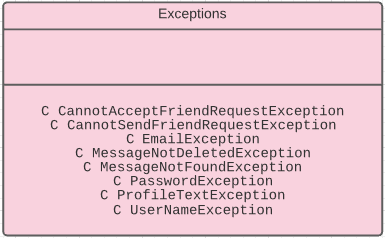 Exceptions
C CannotAcceptFriendRequestException
C CannotSendFriendRequestException
C EmailException
C MessageNotDeletedException
C MessageNotFoundException
C PasswordException
C ProfileTextException
C UserNameException